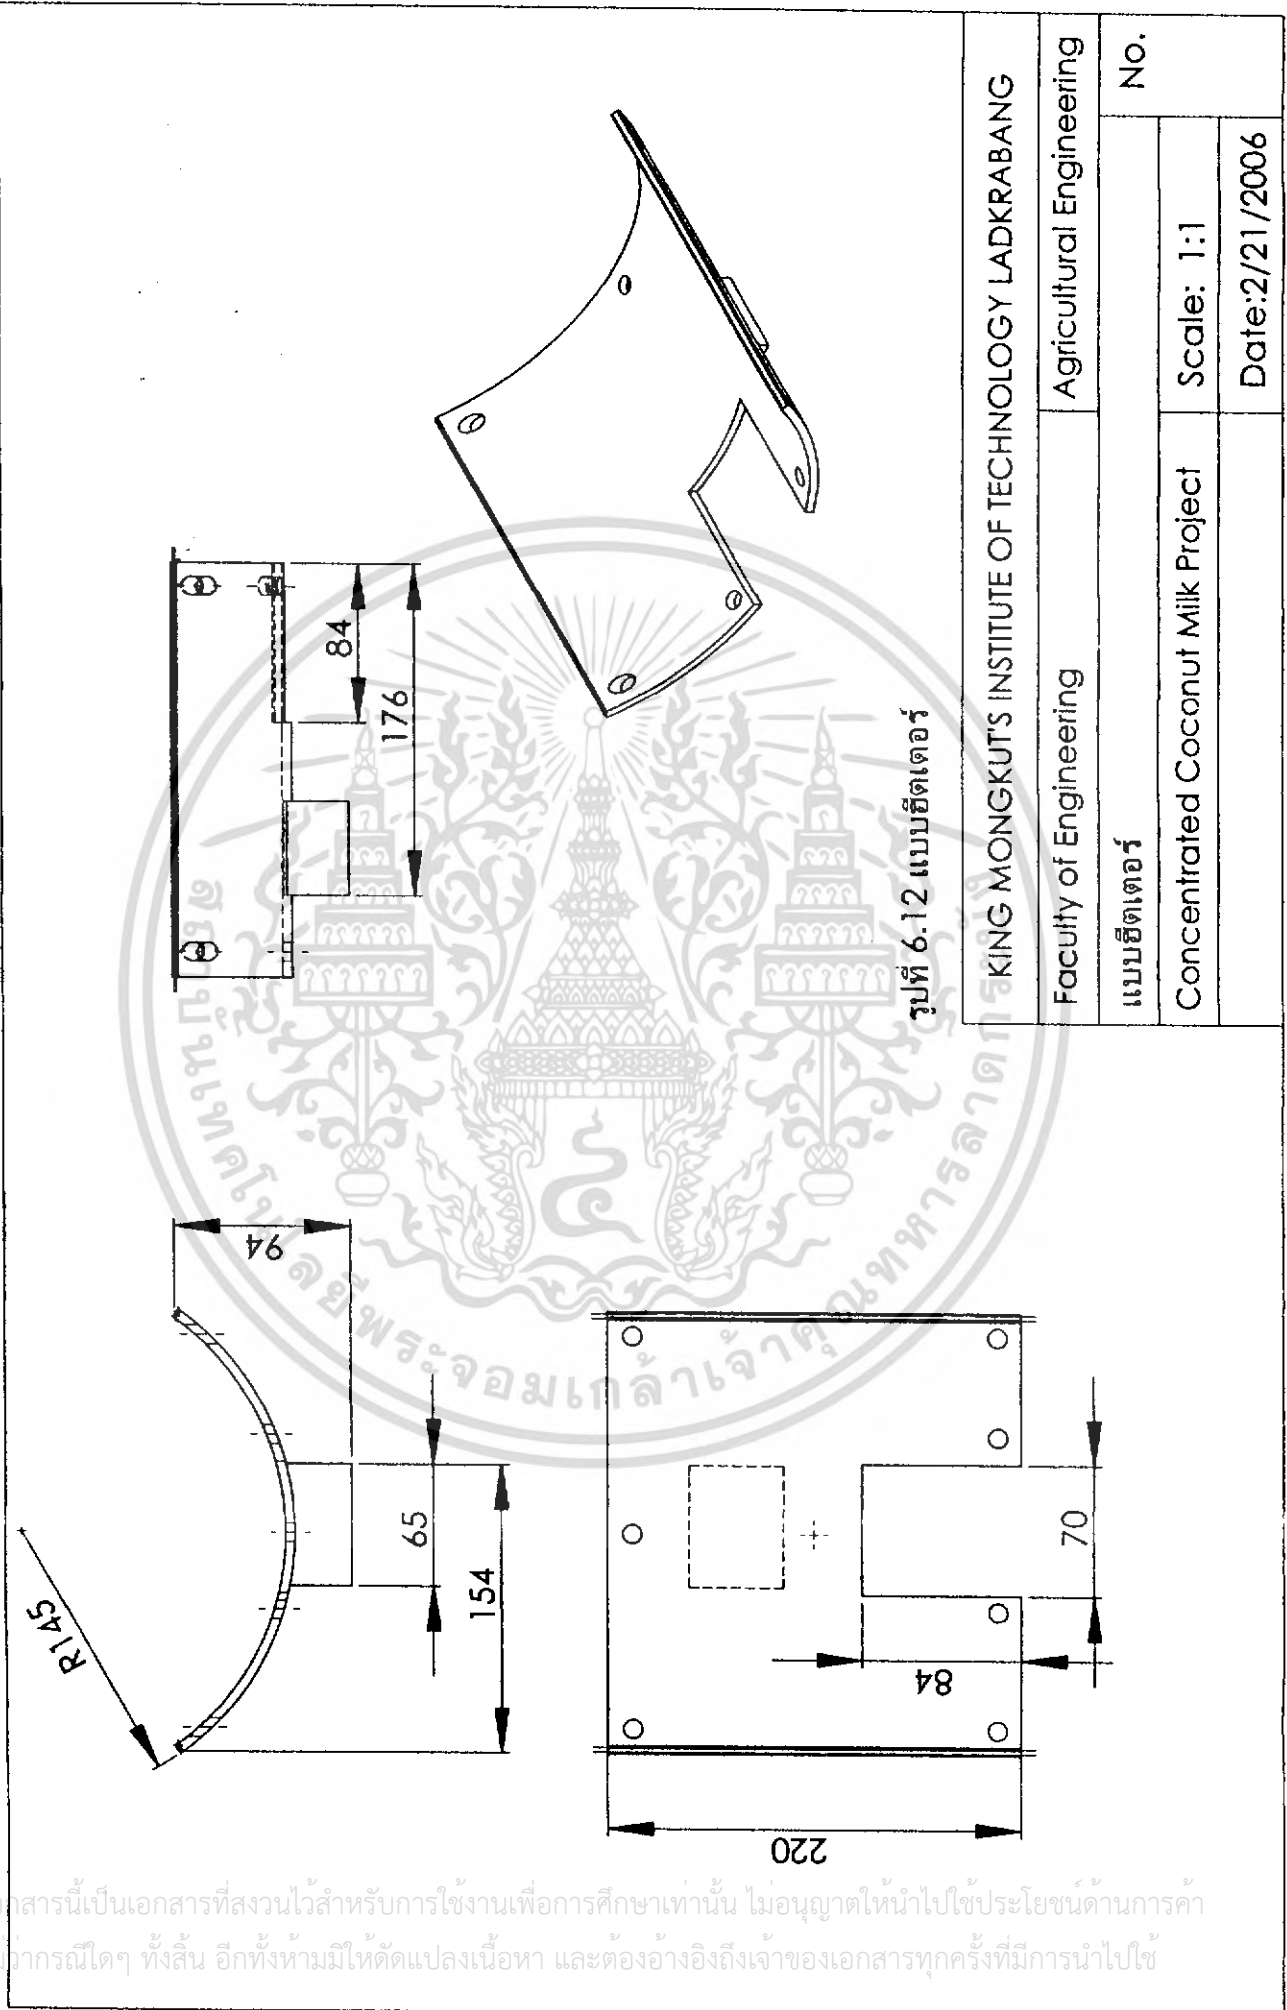 R145
94
65
154
84
176
220
84
70
รูปที่ 6.12 แบบฮีตเตอร์
KING MONGKUT'S INSTITUTE OF TECHNOLOGY LADKRABANG
Faculty of Engineering
Agricultural Engineering
แบบฮีตเตอร์
No.
Concentrated Coconut Milk Project
Scale: 1:1
Date:2/21/2006
สถาบันเทคโนโลยีพระจอมเกล้าเจ้าคุณทหารลาดกระบัง
เอกสารนี้เป็นเอกสารที่สงวนไว้สำหรับการใช้งานเพื่อการศึกษาเท่านั้น ไม่อนุญาตให้นำไปใช้ประโยชน์ด้านการค้า
ไม่ว่ากรณีใดๆ ทั้งสิ้น อีกทั้งห้ามมิให้ดัดแปลงเนื้อหา และต้องอ้างอิงถึงเจ้าของเอกสารทุกครั้งที่มีการนำไปใช้